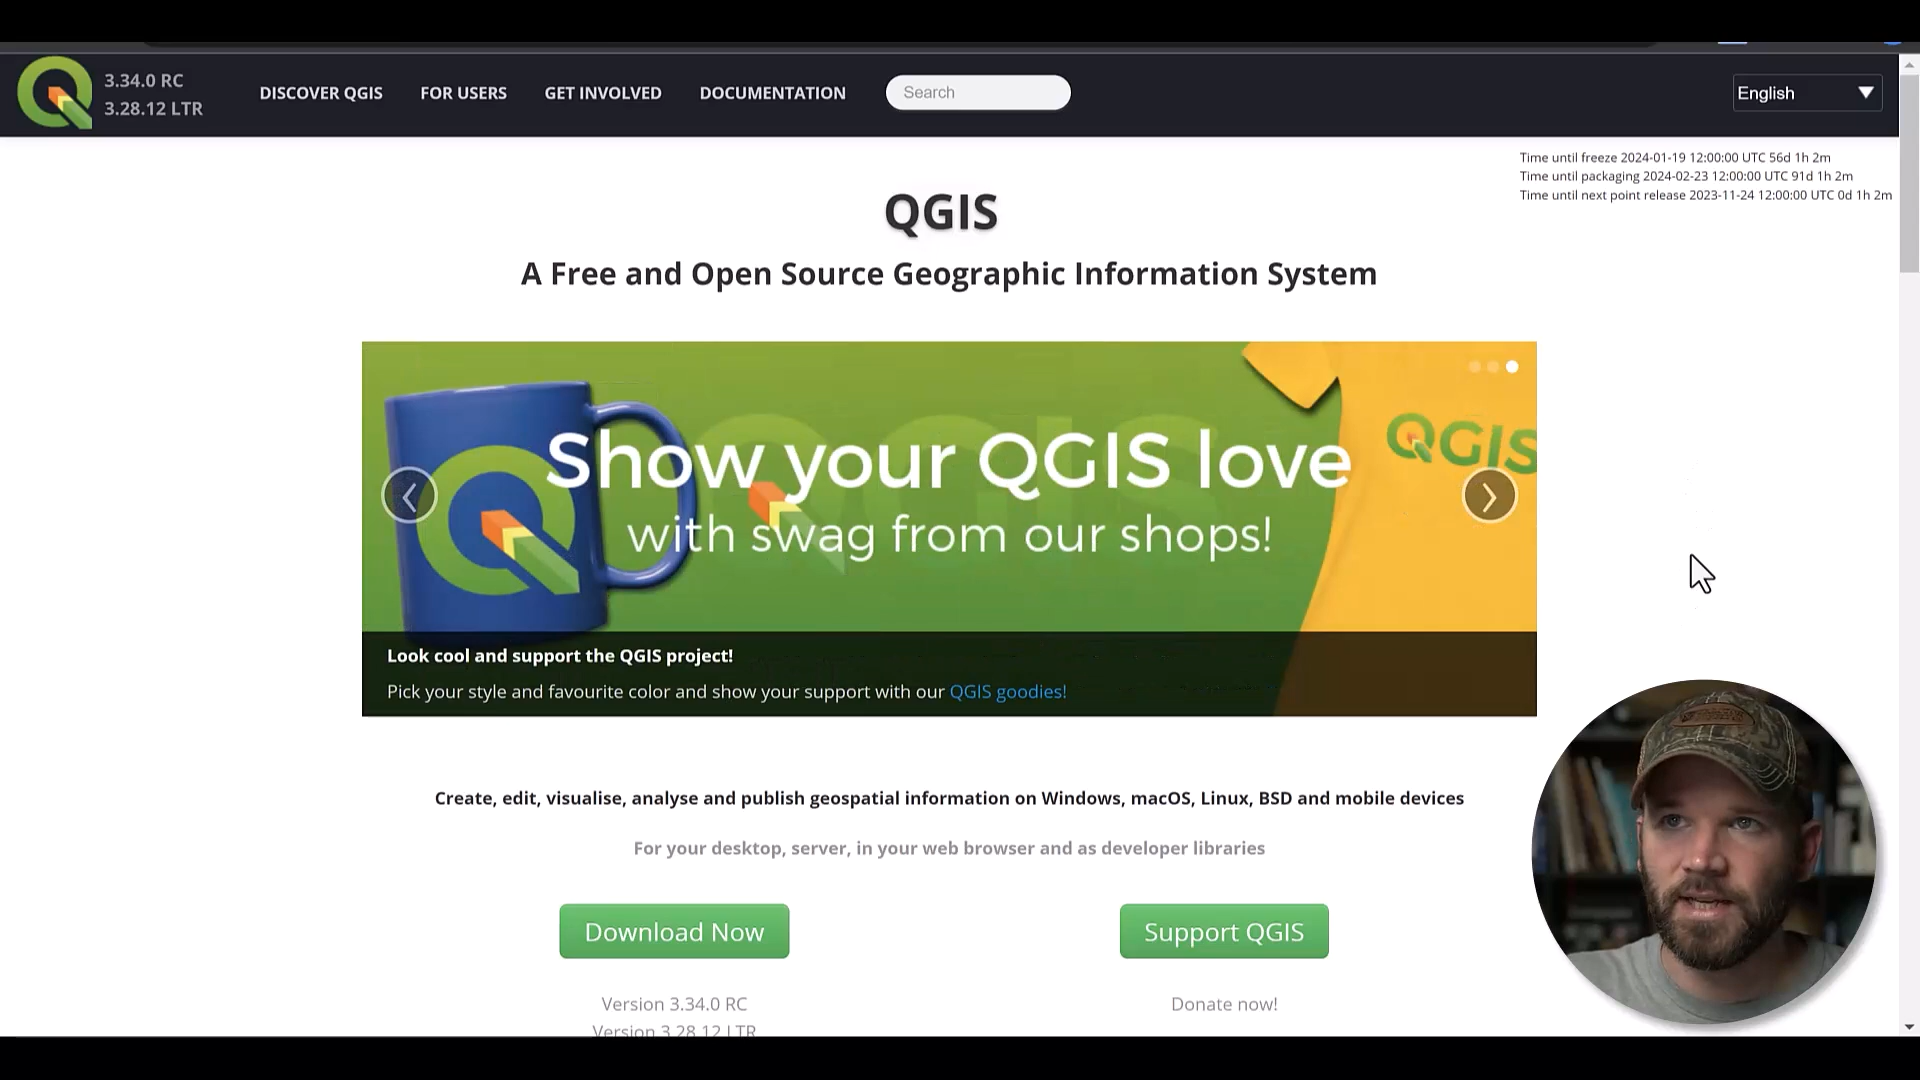 3.34.0 RC
3.28.12 LTR
DISCOVER QGIS
FOR USERS
GET INVOLVED
DOCUMENTATION
Search
English
Time until freeze 2024-01-19 12:00:00 UTC 56d 1h 2m
Time until packaging 2024-02-23 12:00:00 UTC 91d 1h 2m
Time until next point release 2023-11-24 12:00:00 UTC 0d 1h 2m
QGIS
A Free and Open Source Geographic Information System
Show your QGIS love
with swag from our shops!
QGIS
Look cool and support the QGIS project!
Pick your style and favourite color and show your support with our QGIS goodies!
Create, edit, visualise, analyse and publish geospatial information on Windows, macOS, Linux, BSD and mobile devices
For your desktop, server, in your web browser and as developer libraries
Download Now
Support QGIS
Version 3.34.0 RC
Donate now!
Version 3.28.12 LTR